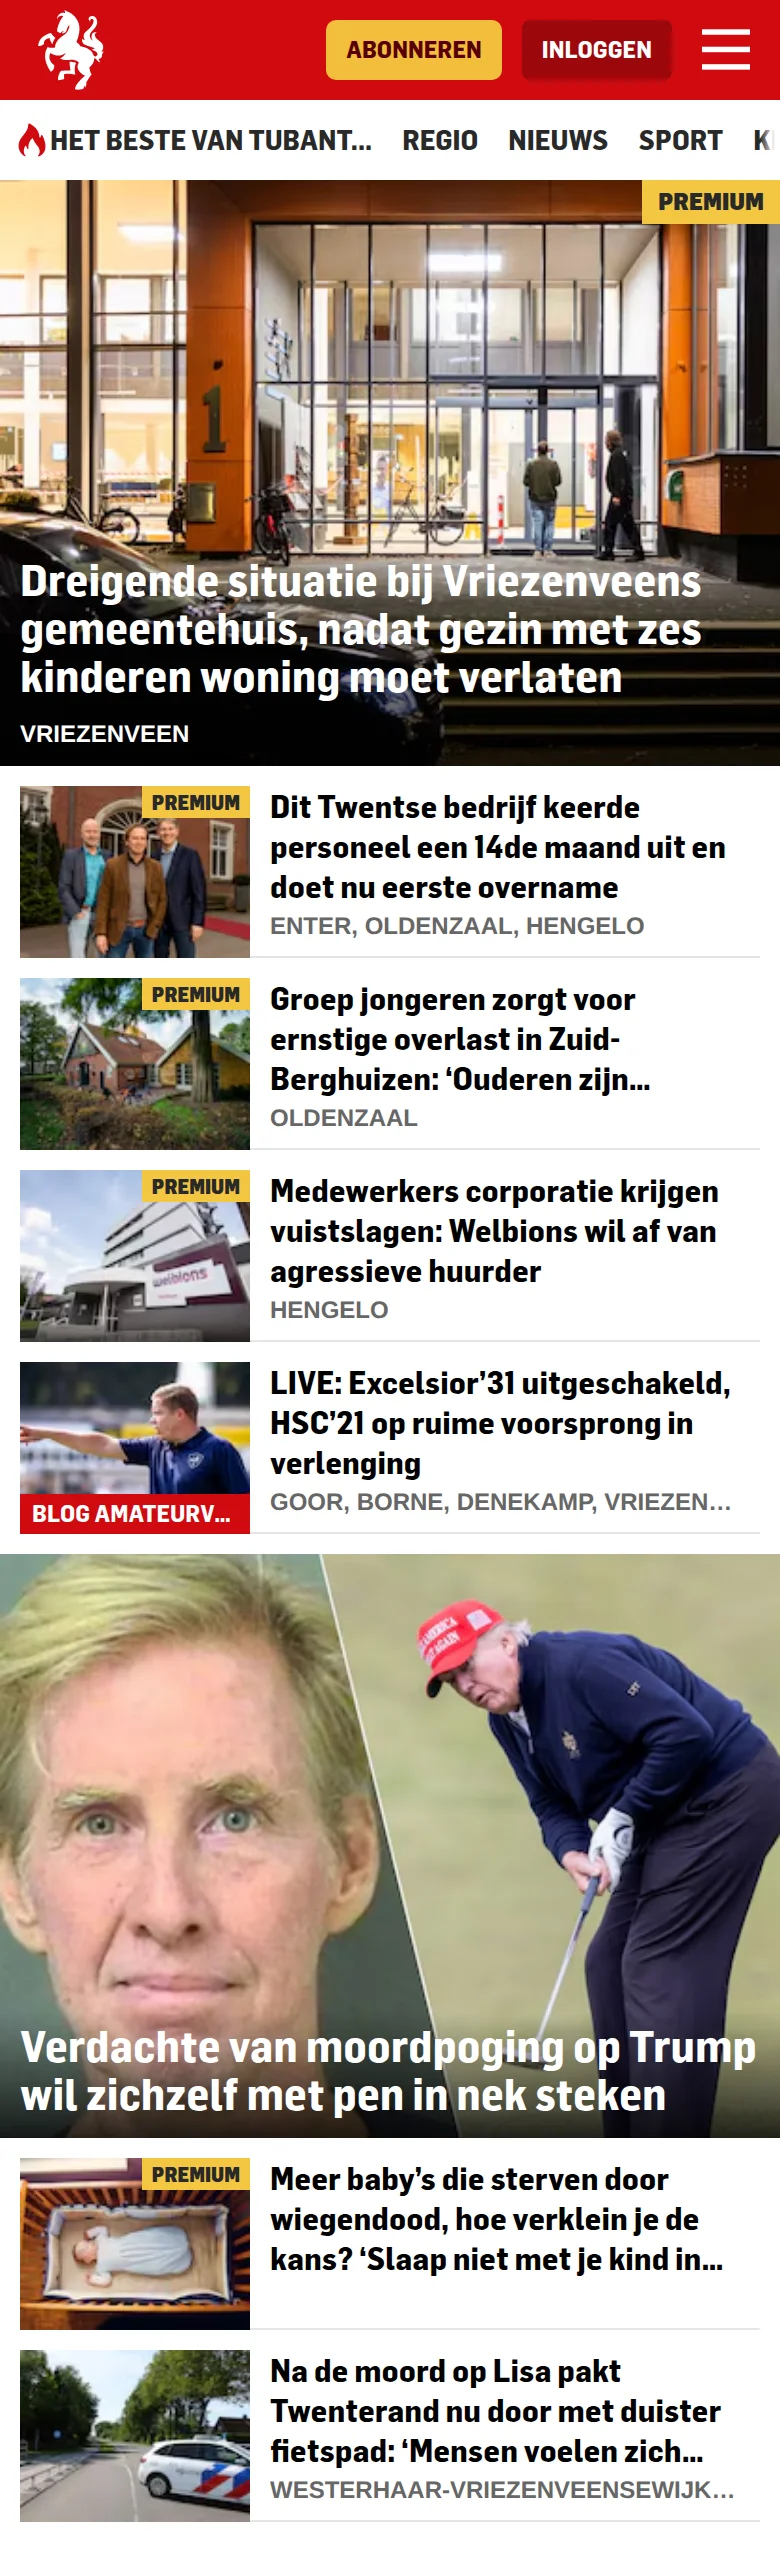 ABONNEREN
INLOGGEN
HET BESTE VAN TUBANT...
REGIO
NIEUWS
SPORT
PREMIUM
1
Dreigende situatie bij Vriezenveens
gemeentehuis, nadat gezin met zes
kinderen woning moet verlaten
VRIEZENVEEN
PREMIUM
Dit Twentse bedrijf keerde
personeel een 14de maand uit en
doet nu eerste overname
ENTER, OLDENZAAL, HENGELO
PREMIUM
Groep jongeren zorgt voor
ernstige overlast in Zuid-
Berghuizen: ‘Ouderen zijn...
OLDENZAAL
PREMIUM
welbions
Medewerkers corporatie krijgen
vuistslagen: Welbions wil af van
agressieve huurder
HENGELO
BLOG AMATEURV...
LIVE: Excelsior’31 uitgeschakeld,
HSC’21 op ruime voorsprong in
verlenging
GOOR, BORNE, DENEKAMP, VRIEZEN...
AMERICA
AGAIN
Verdachte van moordpoging op Trump
wil zichzelf met pen in nek steken
PREMIUM
Meer baby’s die sterven door
wiegendood, hoe verklein je de
kans? ‘Slaap niet met je kind in...
Na de moord op Lisa pakt
Twenterand nu door met duister
fietspad: ‘Mensen voelen zich...
WESTERHAAR-VRIEZENVEENSEWIJK...